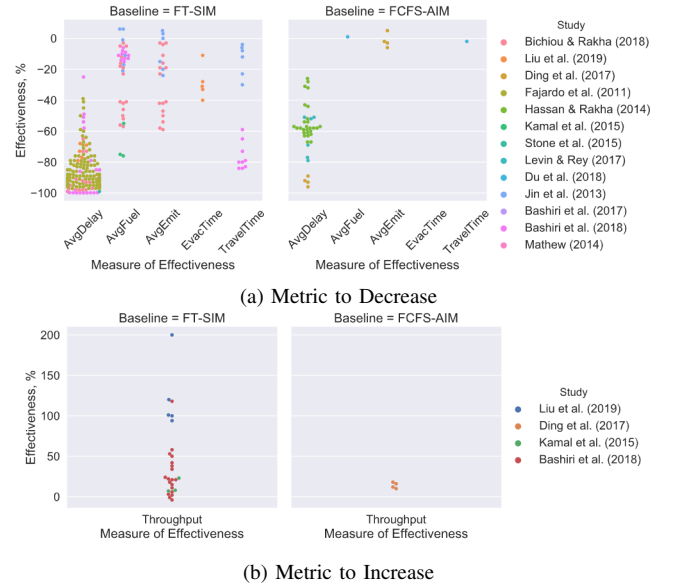 Baseline = FT-SIM
Baseline = FCFS-AIM
Effectiveness, %
0
−20
−40
−60
−80
−100
AvgDelay
AvgFuel
AvgEmit
EvacTime
TravelTime
Measure of Effectiveness
AvgDelay
AvgFuel
AvgEmit
EvacTime
TravelTime
Measure of Effectiveness
Study
Bichiou & Rakha (2018)
Liu et al. (2019)
Ding et al. (2017)
Fajardo et al. (2011)
Hassan & Rakha (2014)
Kamal et al. (2015)
Stone et al. (2015)
Levin & Rey (2017)
Du et al. (2018)
Jin et al. (2013)
Bashiri et al. (2017)
Bashiri et al. (2018)
Mathew (2014)
(a) Metric to Decrease
Baseline = FT-SIM
Baseline = FCFS-AIM
Effectiveness, %
200
150
100
50
0
Throughput
Measure of Effectiveness
Throughput
Measure of Effectiveness
Study
Liu et al. (2019)
Ding et al. (2017)
Kamal et al. (2015)
Bashiri et al. (2018)
(b) Metric to Increase